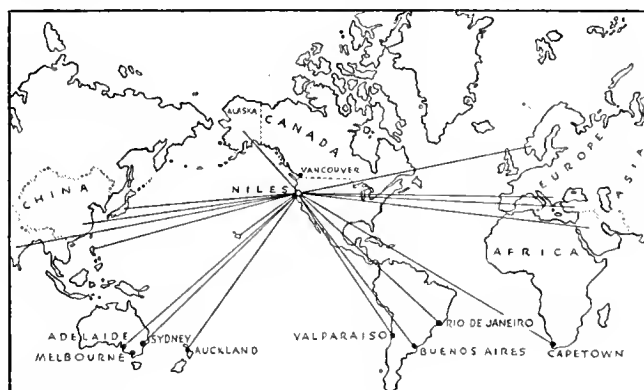 ALASKA
CANADA
EUROPE
ASIA
VANCOUVER
CHINA
NILES
AFRICA
ADELAIDE
SYDNEY
MELBOURNE
AUCKLAND
VALPARAISO
RIO DE JANEIRO
BUENOS AIRES
CAPETOWN